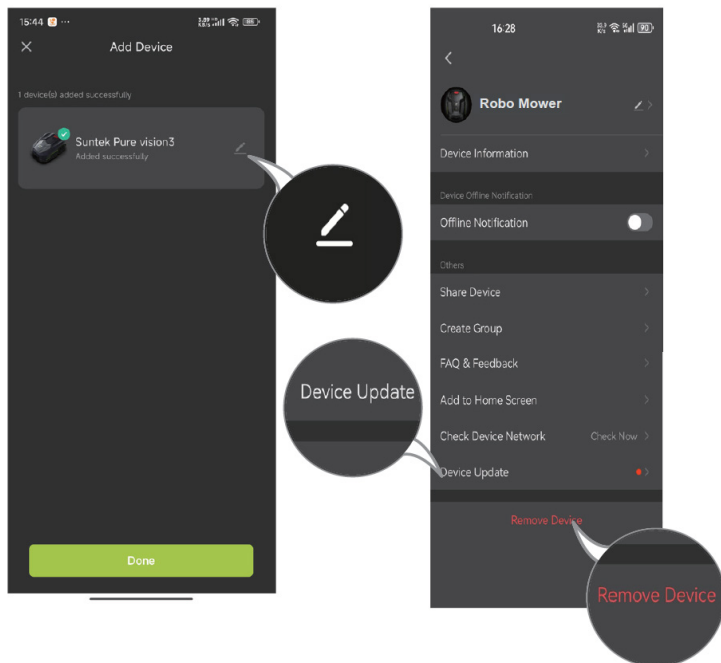 15:44
Add Device
1 device(s) added successfully
Suntek Pure vision3
Added successfully
Done
16:28
90
Robo Mower
Device Information
Device Offline Notification
Offline Notification
Others
Share Device
Create Group
FAQ & Feedback
Add to Home Screen
Check Device Network Check Now
Device Update
Remove Device
Device Update
Remove Device